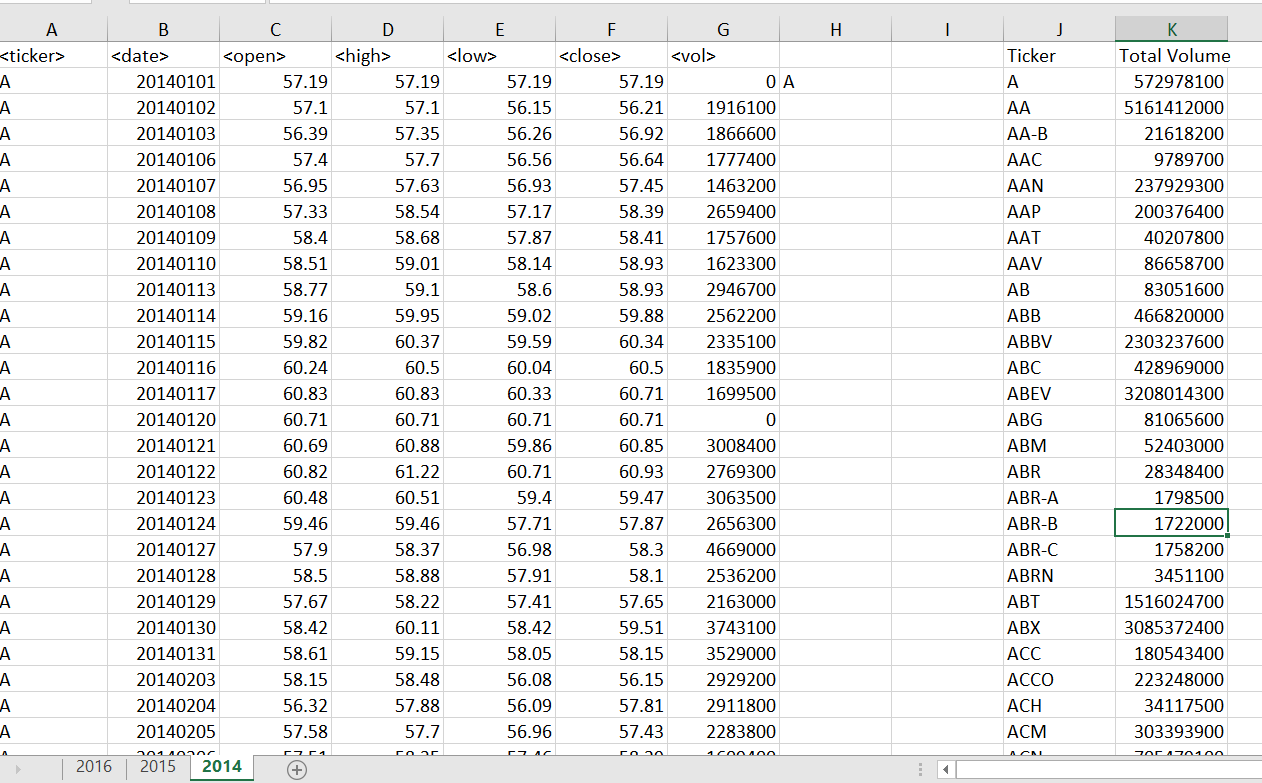 A B C D E F G H I J K
<ticker> <date> <open> <high> <low> <close> <vol> Ticker Total Volume
A 20140101 57.19 57.19 57.19 57.19 0 A A 572978100
A 20140102 57.1 57.1 56.15 56.21 1916100 AA 5161412000
A 20140103 56.39 57.35 56.26 56.92 1866600 AA-B 21618200
A 20140106 57.4 57.7 56.56 56.64 1777400 AAC 9789700
A 20140107 56.95 57.63 56.93 57.45 1463200 AAN 237929300
A 20140108 57.33 58.54 57.17 58.39 2659400 AAP 200376400
A 20140109 58.4 58.68 57.87 58.41 1757600 AAT 40207800
A 20140110 58.51 59.01 58.14 58.93 1623300 AAV 86658700
A 20140113 58.77 59.1 58.6 58.93 2946700 AB 83051600
A 20140114 59.16 59.95 59.02 59.88 2562200 ABB 466820000
A 20140115 59.82 60.37 59.59 60.34 2335100 ABBV 2303237600
A 20140116 60.24 60.5 60.04 60.5 1835900 ABC 428969000
A 20140117 60.83 60.83 60.33 60.71 1699500 ABEV 3208014300
A 20140120 60.71 60.71 60.71 60.71 0 ABG 81065600
A 20140121 60.69 60.88 59.86 60.85 3008400 ABM 52403000
A 20140122 60.82 61.22 60.71 60.93 2769300 ABR 28348400
A 20140123 60.48 60.51 59.4 59.47 3063500 ABR-A 1798500
A 20140124 59.46 59.46 57.71 57.87 2656300 ABR-B 1722000
A 20140127 57.9 58.37 56.98 58.3 4669000 ABR-C 1758200
A 20140128 58.5 58.88 57.91 58.1 2536200 ABRN 3451100
A 20140129 57.67 58.22 57.41 57.65 2163000 ABT 1516024700
A 20140130 58.42 60.11 58.42 59.51 3743100 ABX 3085372400
A 20140131 58.61 59.15 58.05 58.15 3529000 ACC 180543400
A 20140203 58.15 58.48 56.08 56.15 2929200 ACCO 223248000
A 20140204 56.32 57.88 56.09 57.81 2911800 ACH 34117500
A 20140205 57.58 57.7 56.96 57.43 2283800 ACM 303393900
2016 2015 2014